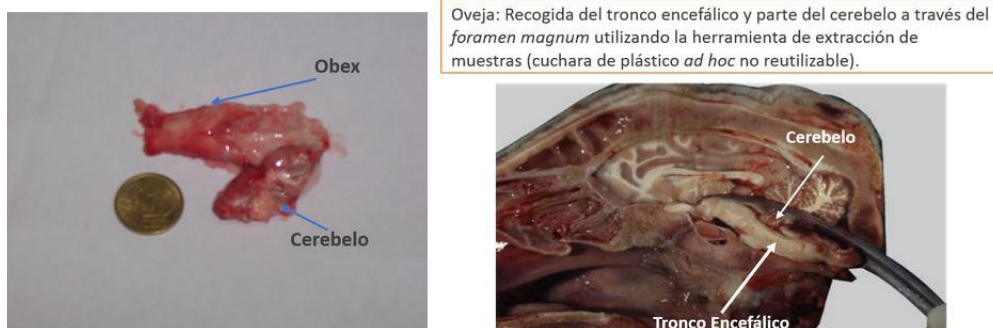 Obex
Cerebelo
Oveja: Recogida del tronco encefálico y parte del cerebelo a través del
foramen magnum utilizando la herramienta de extracción de
muestras (cuchara de plástico ad hoc no reutilizable).
Cerebelo
Tronco Encefálico